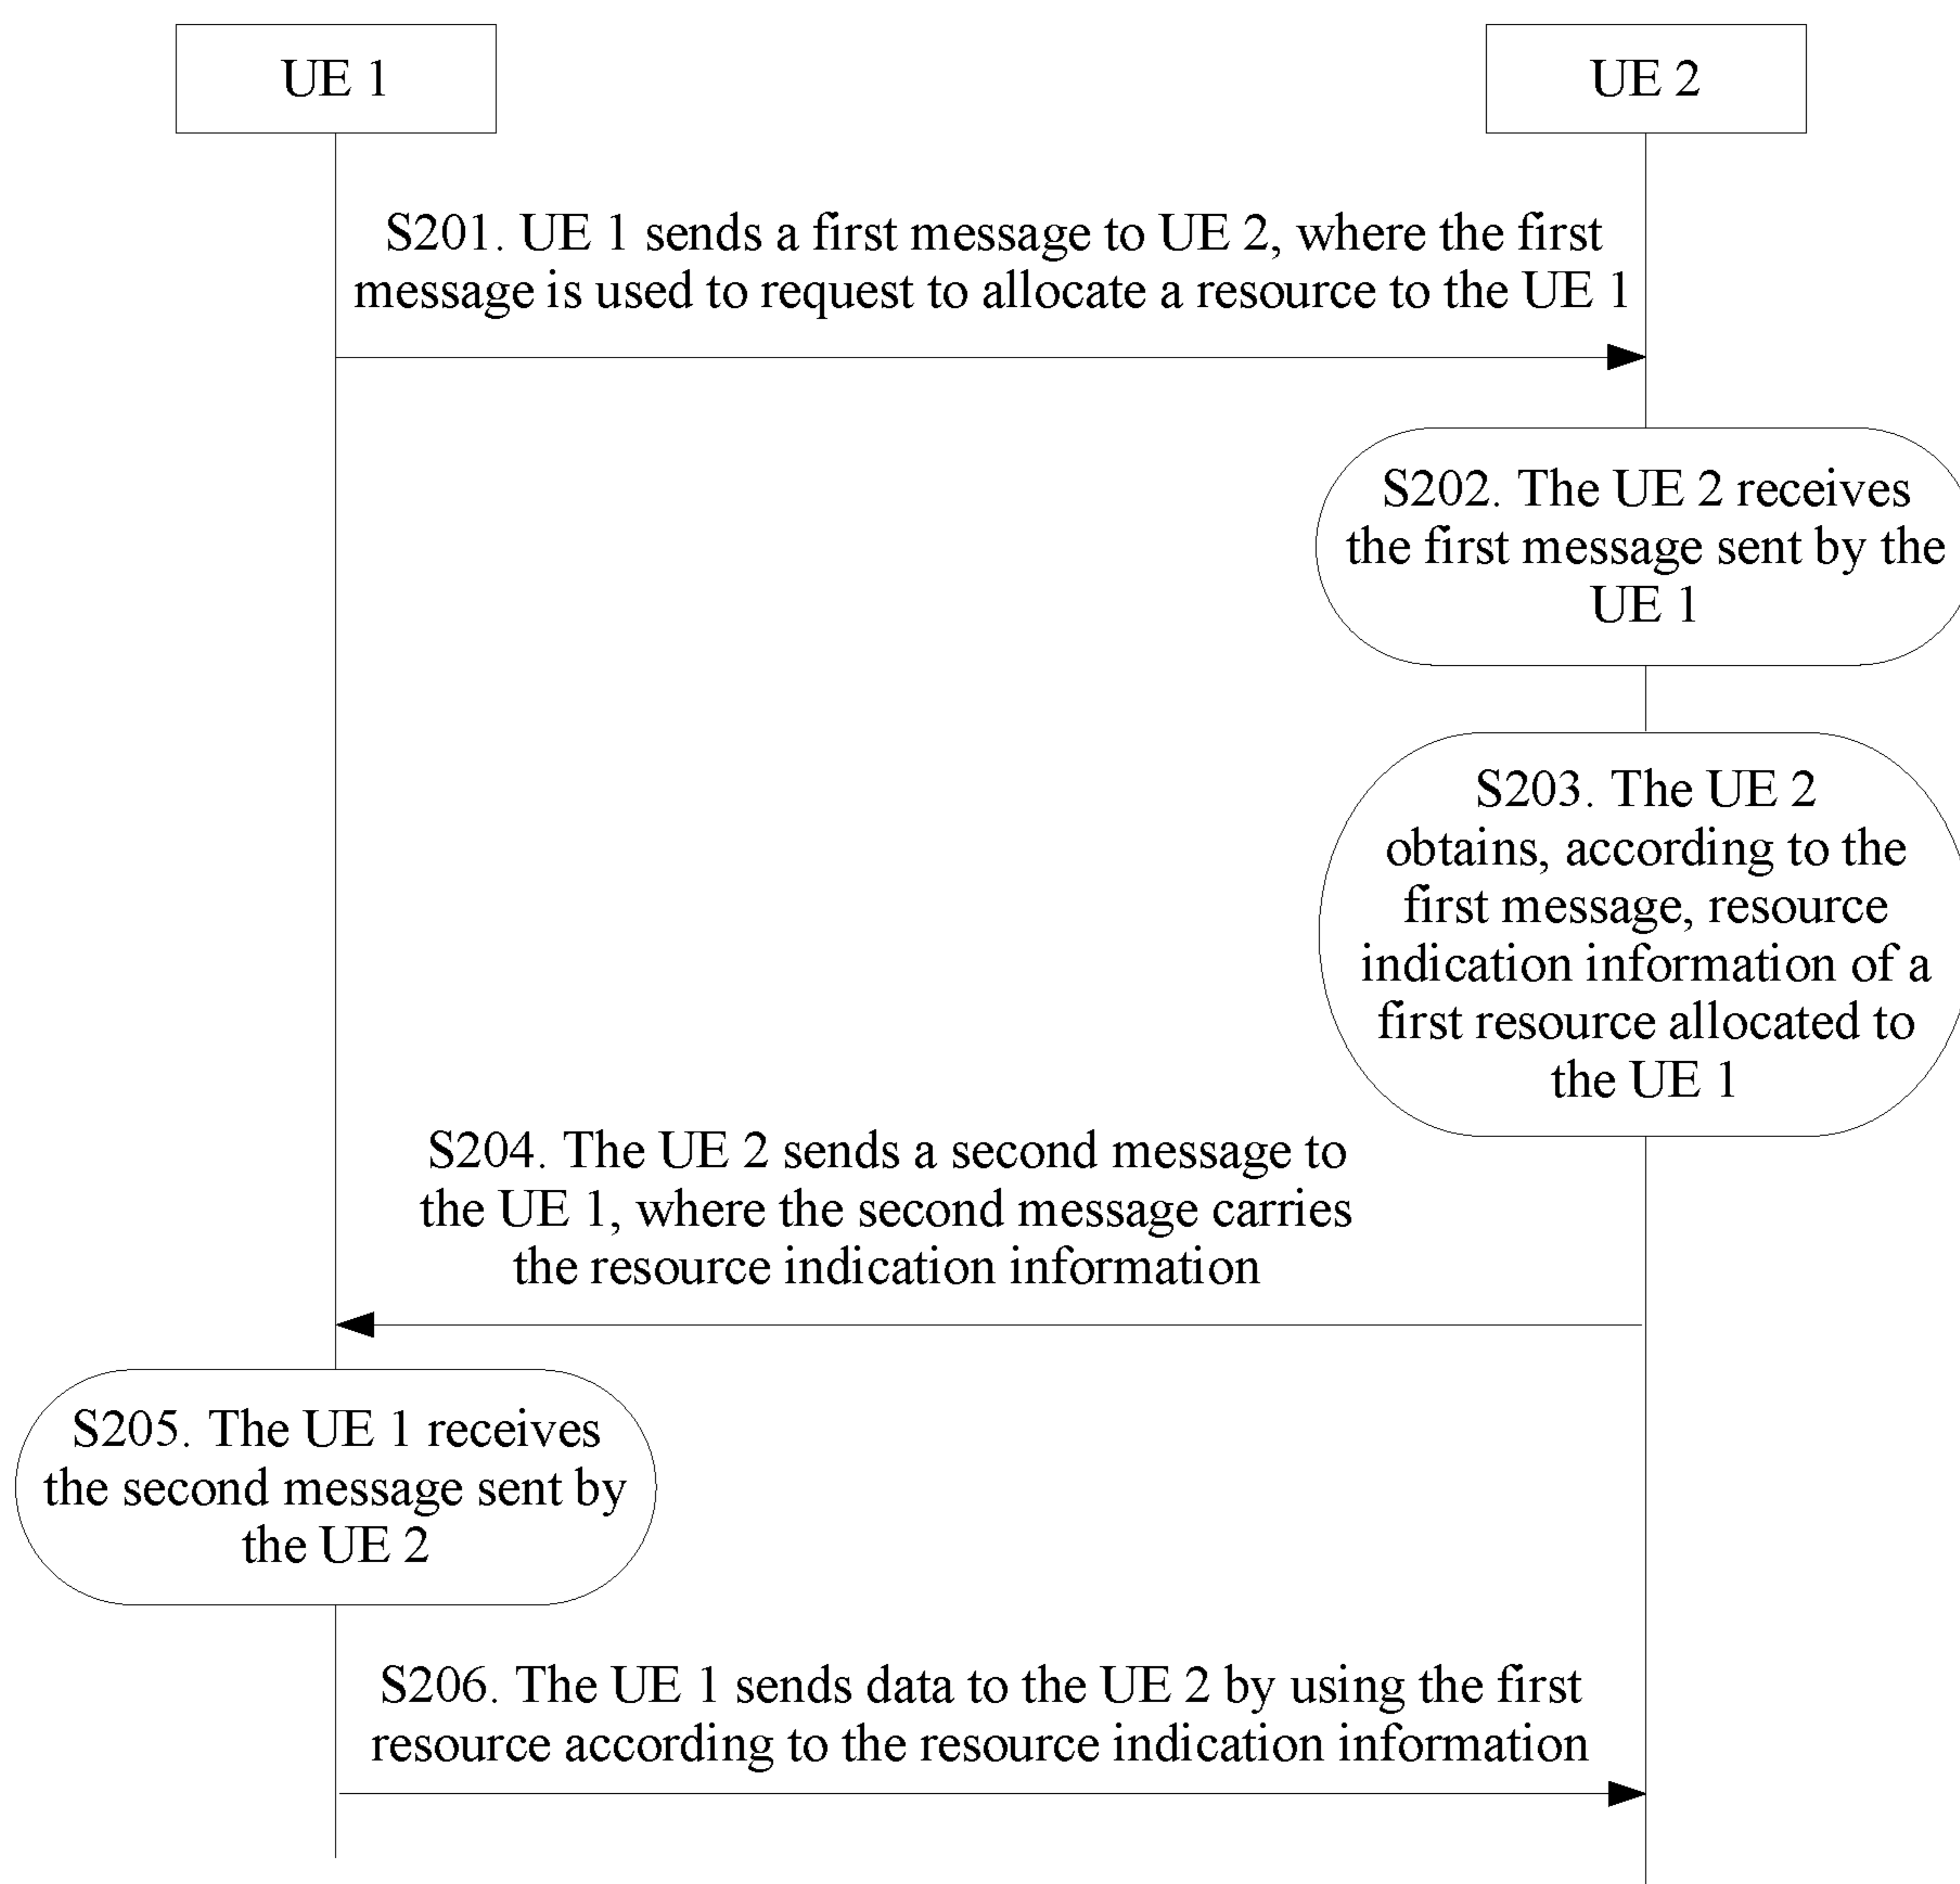 UE 1
UE 2
S201. UE 1 sends a first message to UE 2, where the first
message is used to request to allocate a resource to the UE 1
S202. The UE 2 receives
the first message sent by the
UE 1
S203. The UE 2
obtains, according to the
first message, resource
indication information of a
first resource allocated to
the UE 1
S204. The UE 2 sends a second message to
the UE 1, where the second message carries
the resource indication information
S205. The UE 1 receives
the second message sent by
the UE 2
S206. The UE 1 sends data to the UE 2 by using the first
resource according to the resource indication information